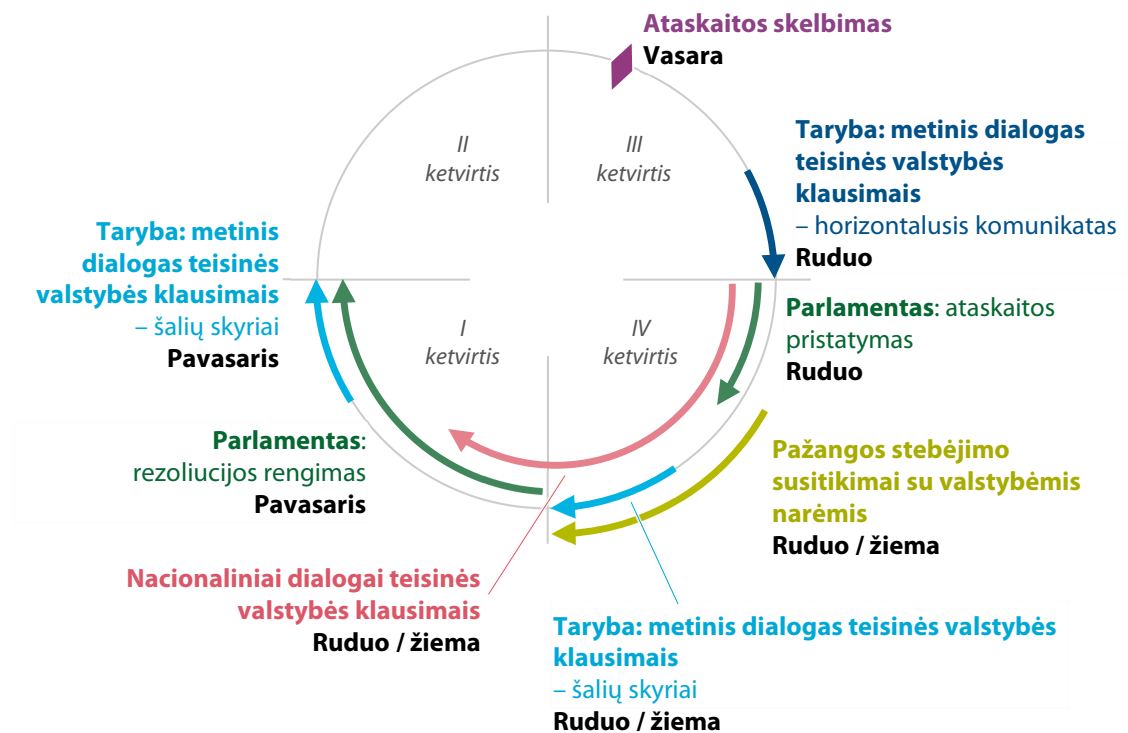 Ataskaitos skelbimas
Vasara
II
ketvirtis
III
ketvirtis
Taryba: metinis dialogas
teisinės valstybės
klausimais
– horizontalusis komunikatas
Ruduo
Taryba: metinis
dialogas teisinės
valstybės klausimais
– šalių skyriai
Pavasaris
I
ketvirtis
IV
ketvirtis
Parlamentas: ataskaitos
pristatymas
Ruduo
Parlamentas:
rezoliucijos rengimas
Pavasaris
Pažangos stebėjimo
susitikimai su valstybėmis
narėmis
Ruduo / žiema
Nacionaliniai dialogai teisinės
valstybės klausimais
Ruduo / žiema
Taryba: metinis dialogas teisinės valstybės
klausimais
– šalių skyriai
Ruduo / žiema